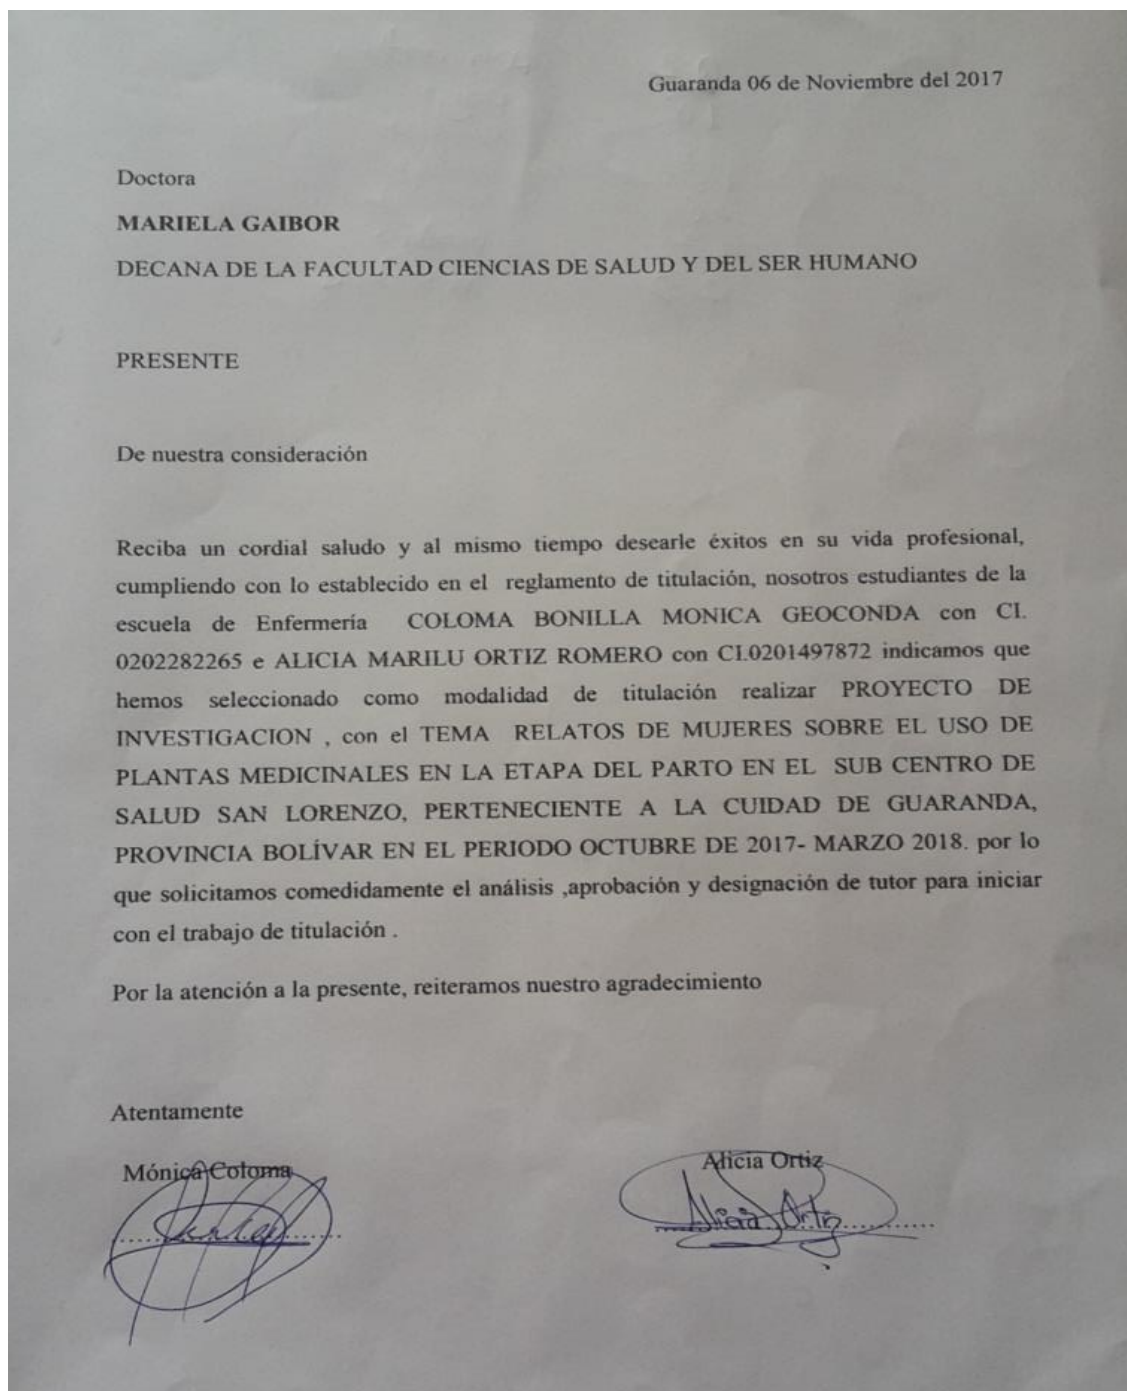 Guaranda 06 de Noviembre del 2017
Doctora
MARIELA GAIBOR
DECANA DE LA FACULTAD CIENCIAS DE SALUD Y DEL SER HUMANO
PRESENTE
De nuestra consideración
Reciba un cordial saludo y al mismo tiempo desearle éxitos en su vida profesional,
cumpliendo con lo establecido en el reglamento de titulación, nosotros estudiantes de la
escuela de Enfermería COLOMA BONILLA MONICA GEOCONDA con CI.
0202282265 e ALICIA MARILU ORTIZ ROMERO con CI.0201497872 indicamos que
hemos seleccionado como modalidad de titulación realizar PROYECTO DE
INVESTIGACION , con el TEMA RELATOS DE MUJERES SOBRE EL USO DE
PLANTAS MEDICINALES EN LA ETAPA DEL PARTO EN EL SUB CENTRO DE
SALUD SAN LORENZO, PERTENECIENTE A LA CUIDAD DE GUARANDA,
PROVINCIA BOLÍVAR EN EL PERIODO OCTUBRE DE 2017- MARZO 2018. por lo
que solicitamos comedidamente el análisis ,aprobación y designación de tutor para iniciar
con el trabajo de titulación .
Por la atención a la presente, reiteramos nuestro agradecimiento
Atentamente
Mónica Coloma
Alicia Ortiz
Alicia Ortiz